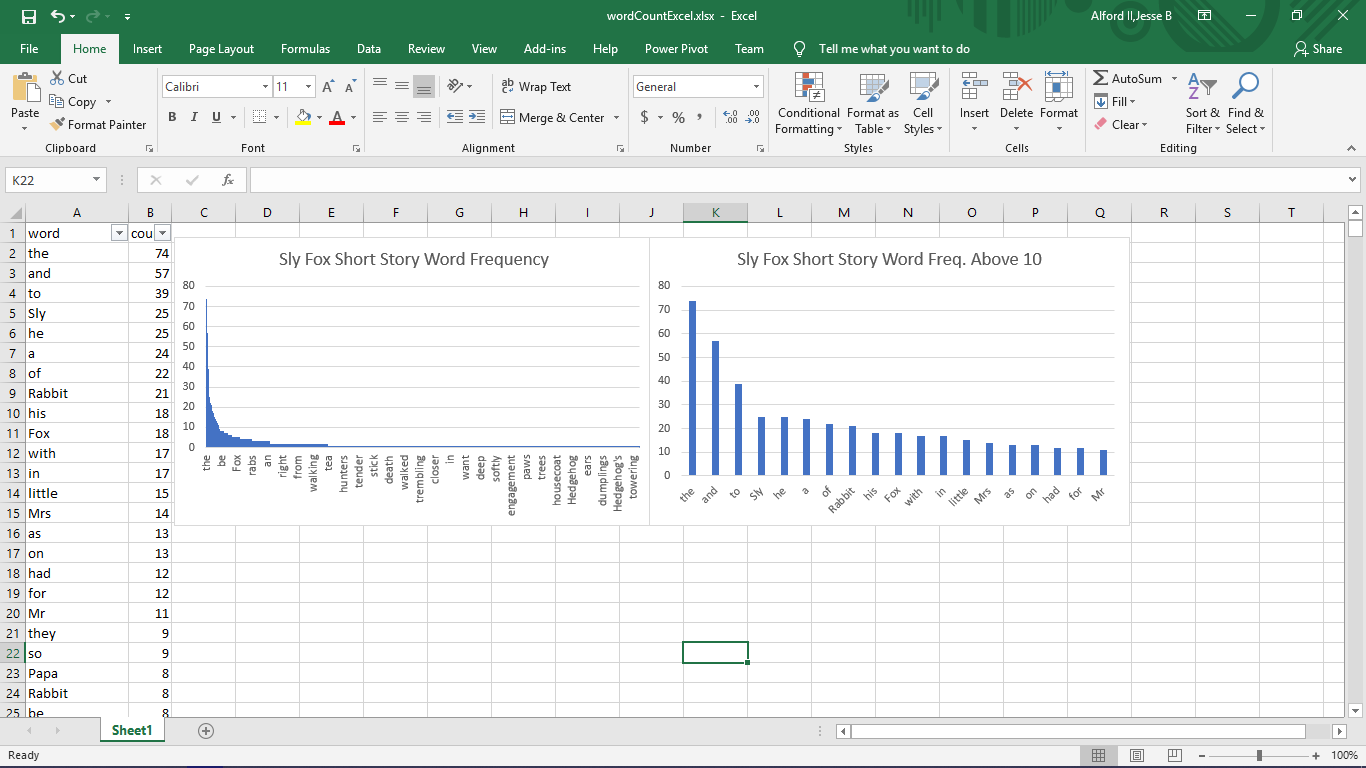 wordCountExcel.xlsx - Excel
Alford II,Jesse B
File Home Insert Page Layout Formulas Data Review View Add-ins Help Power Pivot Team Tell me what you want to do Share
Paste
Cut
Copy
Format Painter
Clipboard
Calibri 11
B I U
Font
Wrap Text
Merge & Center
Alignment
General
$ % ,
Number
Conditional Formatting
Format as Table
Cell Styles
Styles
Insert Delete Format
Cells
AutoSum
Fill
Clear
Sort & Filter
Find & Select
Editing
K22
fx
A B C D E F G H I J K L M N O P Q R S T
1 word cou
2 the 74
3 and 57
4 to 39
5 Sly 25
6 he 25
7 a 24
8 of 22
9 Rabbit 21
10 his 18
11 Fox 18
12 with 17
13 in 17
14 little 15
15 Mrs 14
16 as 13
17 on 13
18 had 12
19 for 12
20 Mr 11
21 they 9
22 so 9
23 Papa 8
24 Rabbit 8
25 be 8
Sly Fox Short Story Word Frequency
80
70
60
50
40
30
20
10
0
the be Fox rabs an right from walking tea hunters tender stick death walked trembling closer in want deep softly engagement paws trees housecoat Hedgehog ears dumplings Hedgehog's towering
Sly Fox Short Story Word Freq. Above 10
80
70
60
50
40
30
20
10
0
the and to Sly he a of Rabbit his Fox with in little Mrs as on had for Mr
Sheet1
Ready
100%